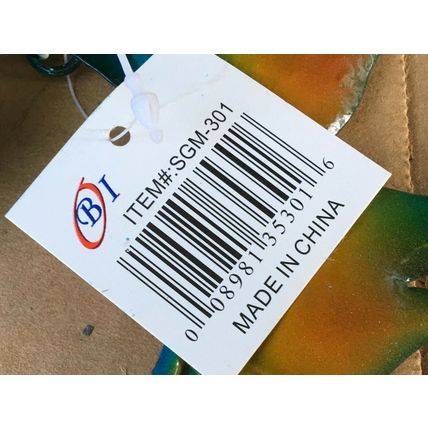 BI
ITEM#:SGM-301
0 08981 35301 6
MADE IN CHINA